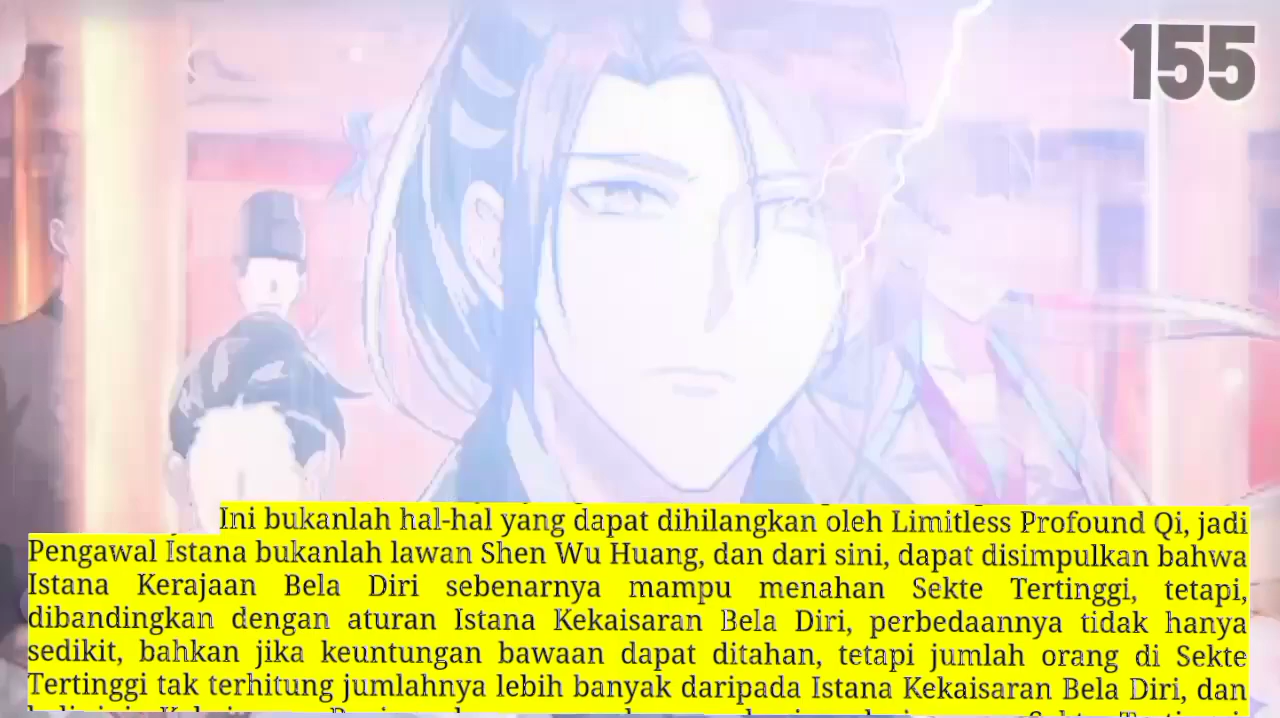 155
Ini bukanlah hal-hal yang dapat dihilangkan oleh Limitless Profound Qi, jadi
Pengawal Istana bukanlah lawan Shen Wu Huang, dan dari sini, dapat disimpulkan bahwa
Istana Kerajaan Bela Diri sebenarnya mampu menahan Sekte Tertinggi, tetapi,
dibandingkan dengan aturan Istana Kekaisaran Bela Diri, perbedaannya tidak hanya
sedikit, bahkan jika keuntungan bawaan dapat ditahan, tetapi jumlah orang di Sekte
Tertinggi tak terhitung jumlahnya lebih banyak daripada Istana Kekaisaran Bela Diri, dan